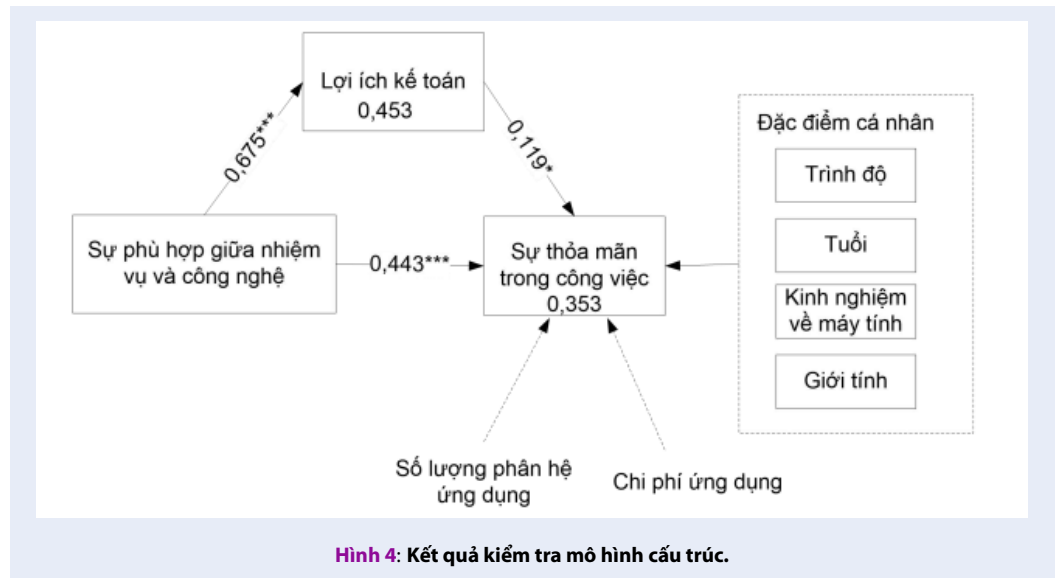 Lợi ích kế toán
0,453
0,675***
0,119*
Đặc điểm cá nhân
Trình độ
Tuổi
Kinh nghiệm
về máy tính
Giới tính
Sự phù hợp giữa nhiệm
vụ và công nghệ
0,443***
Sự thỏa mãn
trong công việc
0,353
Số lượng phân hệ
ứng dụng
Chi phí ứng dụng
Hình 4: Kết quả kiểm tra mô hình cấu trúc.